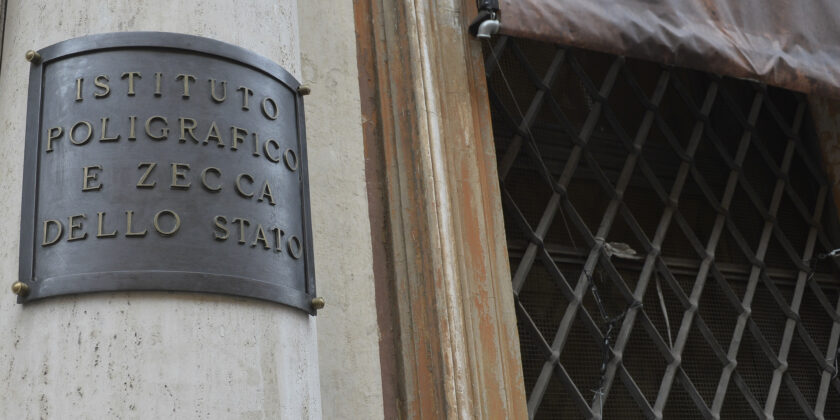 ISTITUTO
POLIGRAFICO
E ZECCA
DELLO STATO